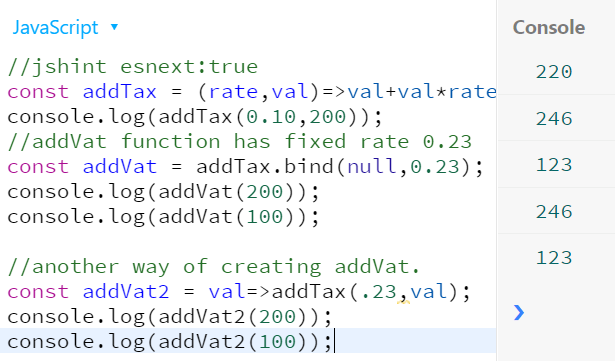 JavaScript ▾
//jshint esnext:true
const addTax = (rate,val)=>val+val*rate
console.log(addTax(0.10,200));
//addVat function has fixed rate 0.23
const addVat = addTax.bind(null,0.23);
console.log(addVat(200));
console.log(addVat(100));
//another way of creating addVat.
const addVat2 = val=>addTax(.23,val);
console.log(addVat2(200));
console.log(addVat2(100));
Console
220
246
123
246
123
❯